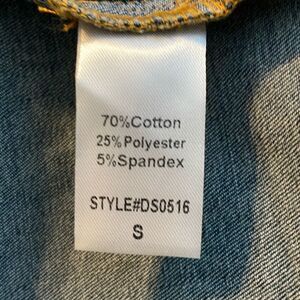 70%Cotton
25%Polyester
5%Spandex
STYLE#DS0516
S